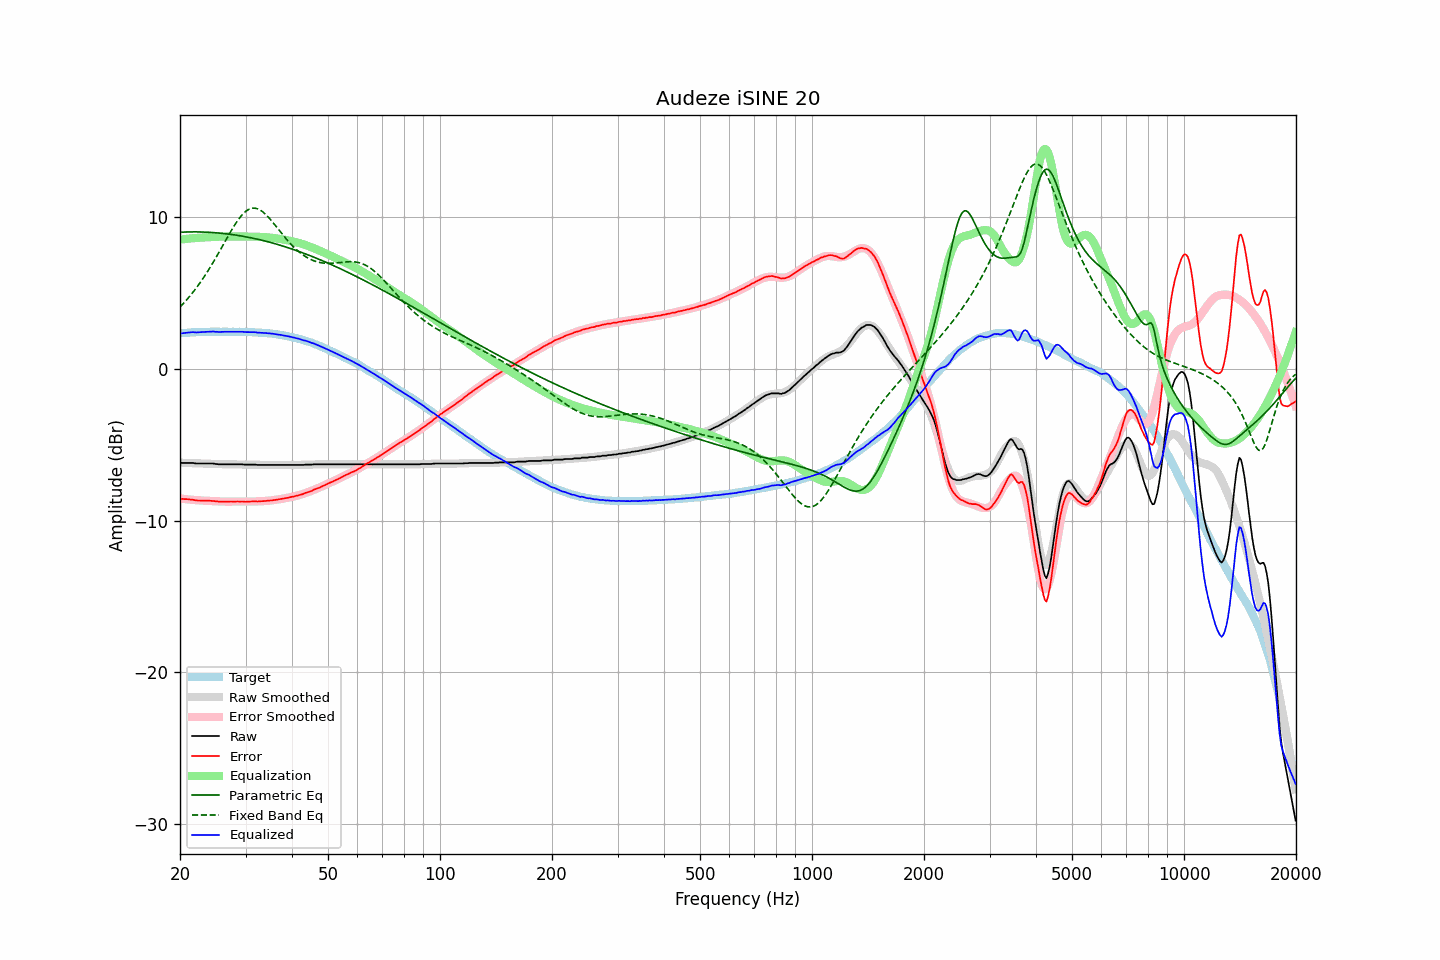 Audeze iSINE 20
Amplitude (dBr)
10
0
−10
−20
−30
Target
Raw Smoothed
Error Smoothed
Raw
Error
Equalization
Parametric Eq
Fixed Band Eq
Equalized
20 50 100 200 500 1000 2000 5000 10000 20000
Frequency (Hz)